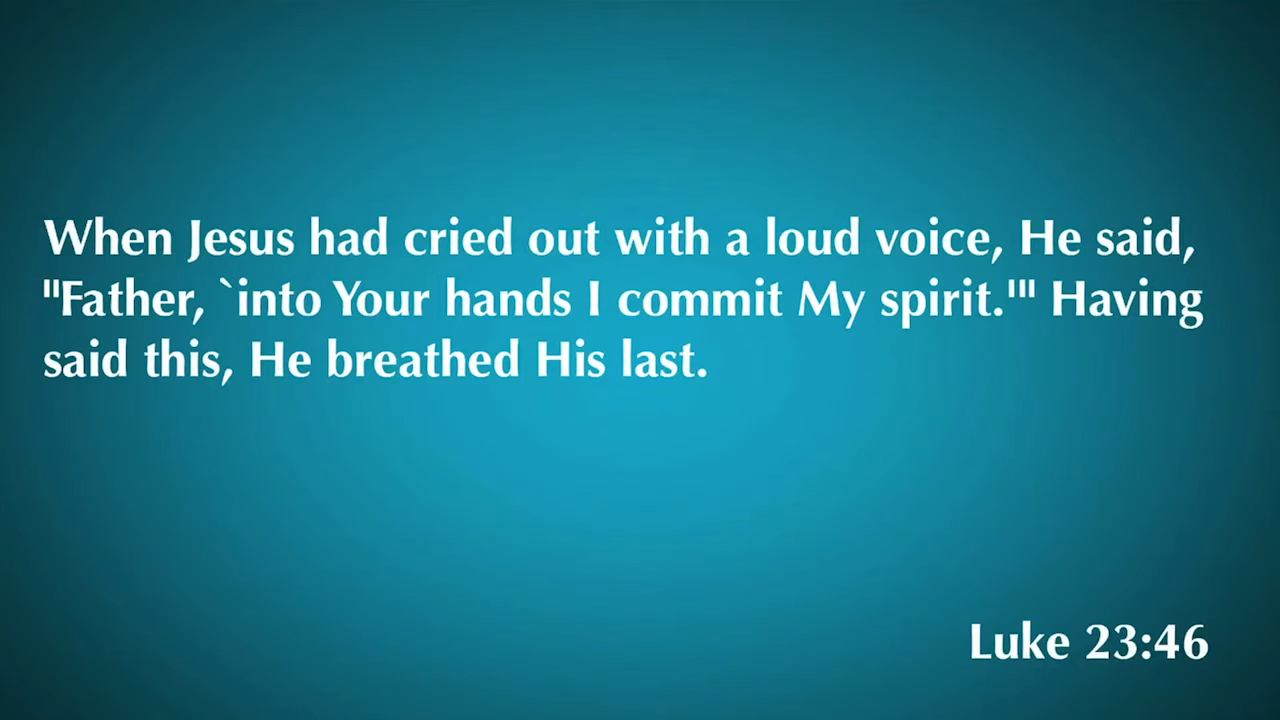 When Jesus had cried out with a loud voice, He said,
"Father, `into Your hands I commit My spirit.'" Having
said this, He breathed His last.
Luke 23:46